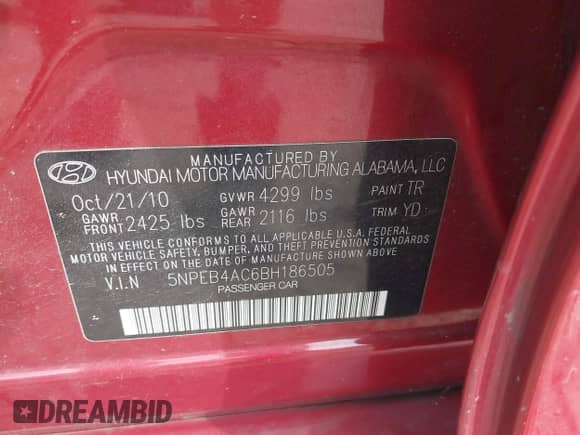 MANUFACTURED BY
HYUNDAI MOTOR MANUFACTURING ALABAMA, LLC
Oct/21/10 GVWR 4299 lbs PAINT TR
GAWR FRONT 2425 lbs GAWR REAR 2116 lbs TRIM YD
THIS VEHICLE CONFORMS TO ALL APPLICABLE U.S.A. FEDERAL
MOTOR VEHICLE SAFETY, BUMPER, AND THEFT PREVENTION STANDARDS
IN EFFECT ON THE DATE OF MANUFACTURE SHOWN ABOVE.
V.I.N 5NPEB4AC6BH186505
PASSENGER CAR
DREAMBID